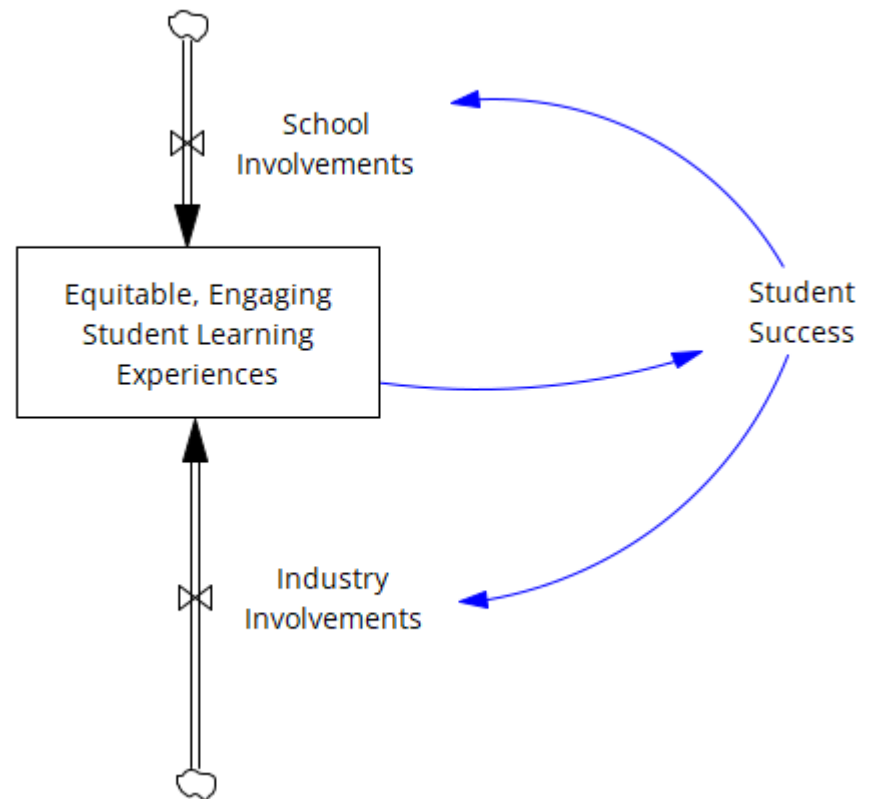 School
Involvements
Equitable, Engaging
Student Learning
Experiences
Student
Success
Industry
Involvements